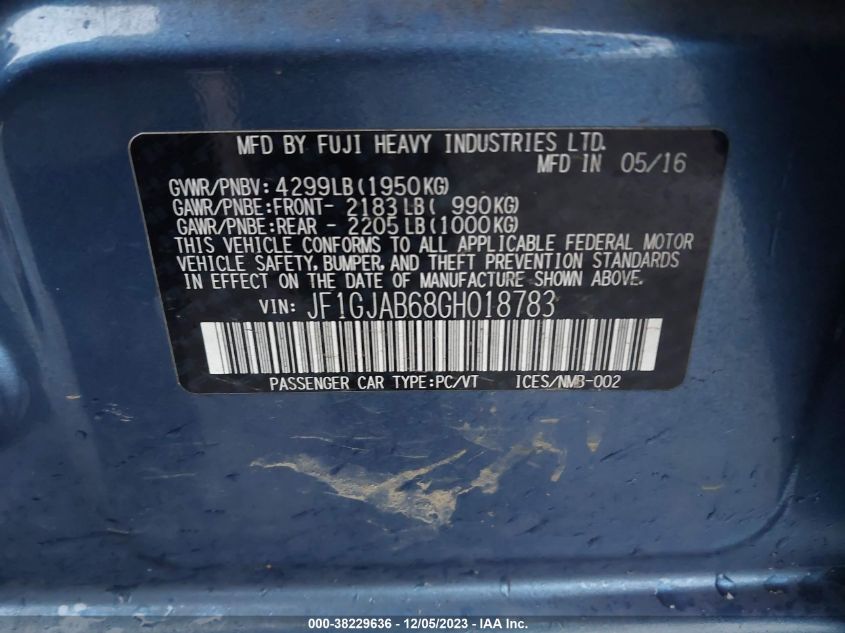 MFD BY FUJI HEAVY INDUSTRIES LTD.
MFD IN 05/16
GVWR/PNBV: 4299LB(1950KG)
GAWR/PNBE:FRONT- 2183 LB( 990KG)
GAWR/PNBE:REAR - 2205 LB(1000KG)
THIS VEHICLE CONFORMS TO ALL APPLICABLE FEDERAL MOTOR
VEHICLE SAFETY, BUMPER, AND THEFT PREVENTION STANDARDS
IN EFFECT ON THE DATE OF MANUFACTURE SHOWN ABOVE.
VIN: JF1GJAB68GH018783
PASSENGER CAR TYPE:PC/VT ICES/NMB-002
000-38229636 - 12/05/2023 - IAA Inc.